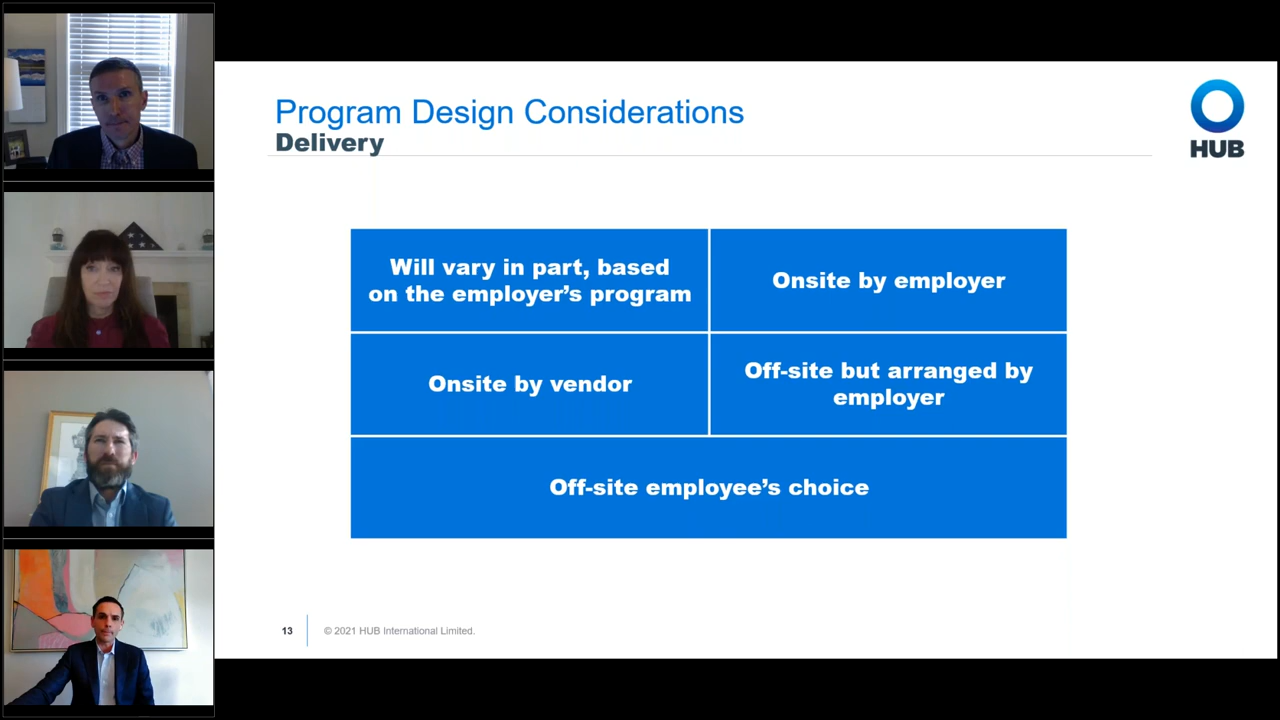 Program Design Considerations
Delivery
HUB
Will vary in part, based
on the employer's program
Onsite by employer
Onsite by vendor
Off-site but arranged by
employer
Off-site employee's choice
13
© 2021 HUB International Limited.